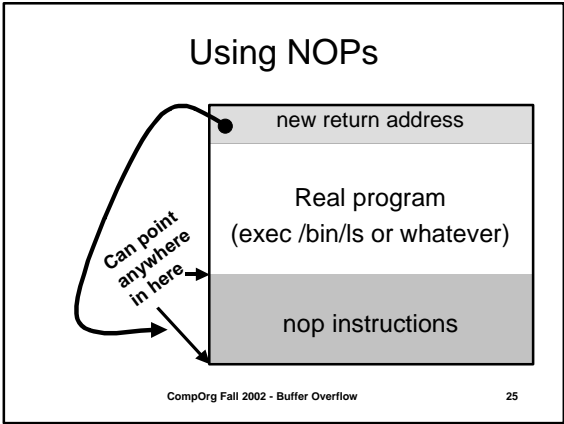 Using NOPs
new return address
Real program
(exec /bin/ls or whatever)
Can point
anywhere
in here
nop instructions
CompOrg Fall 2002 - Buffer Overflow
25